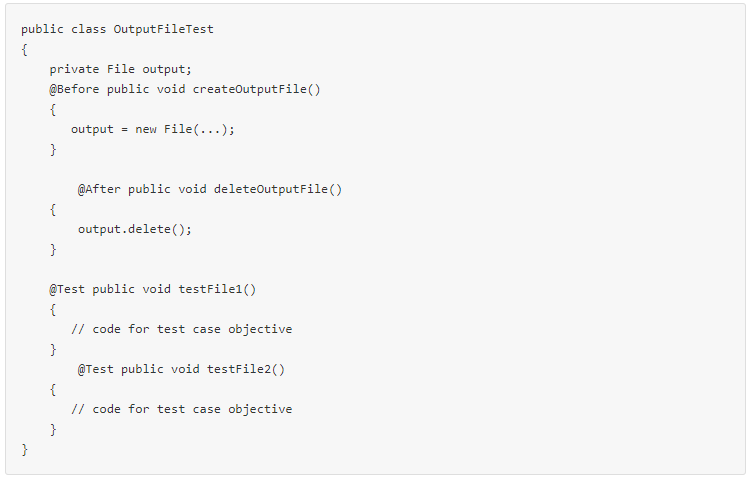 public class OutputFileTest
{
    private File output;
    @Before public void createOutputFile()
    {
       output = new File(...);
    }

        @After public void deleteOutputFile()
    {
        output.delete();
    }

    @Test public void testFile1()
    {
       // code for test case objective
    }
        @Test public void testFile2()
    {
       // code for test case objective
    }
}